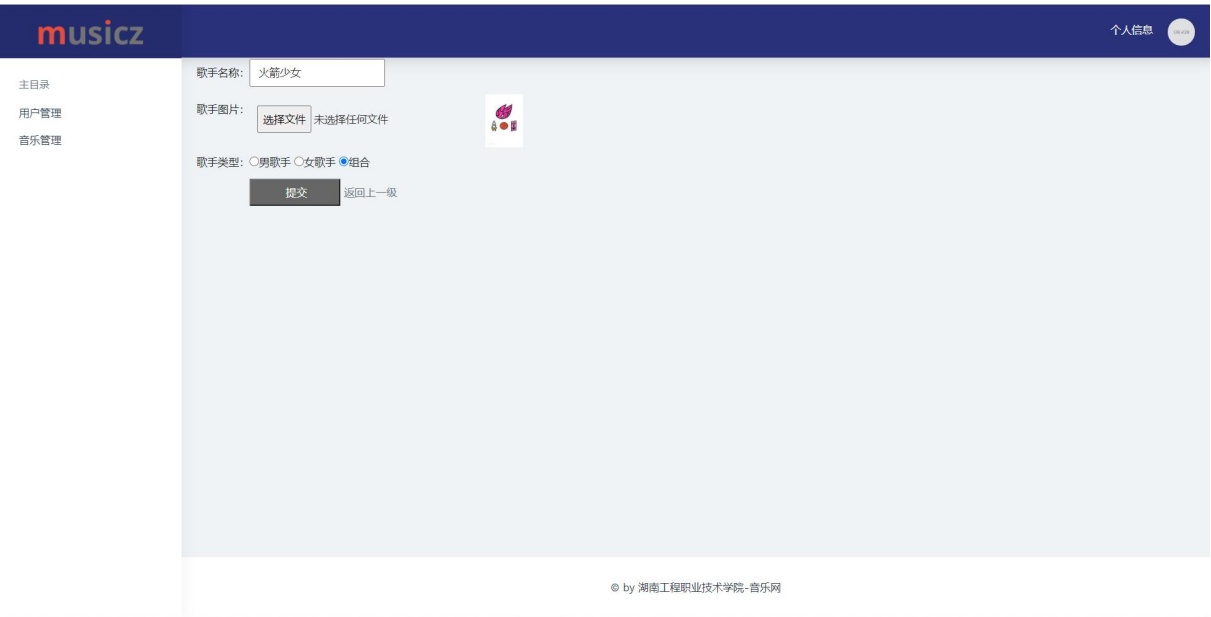 musicz
个人信息
主目录
用户管理
音乐管理
歌手名称: 火箭少女
歌手图片: 选择文件 未选择任何文件
歌手类型: 男歌手 女歌手 组合
提交 返回上一级
© by 湖南工程职业技术学院-音乐网